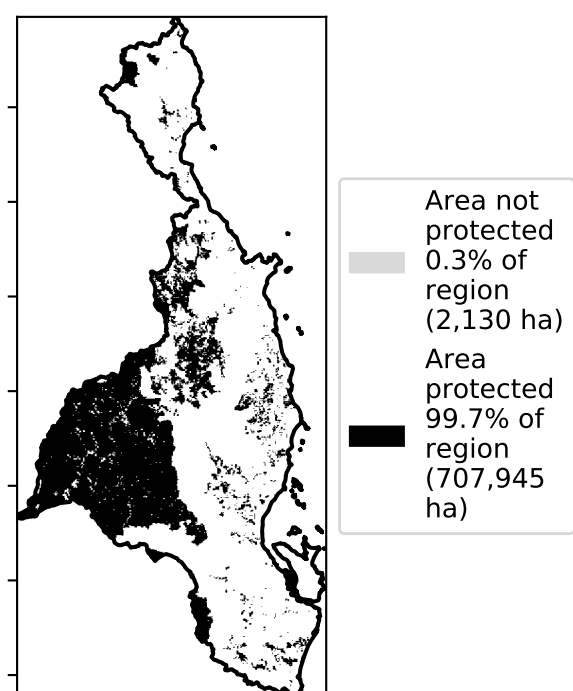 Area not
protected
0.3% of
region
(2,130 ha)
Area
protected
99.7% of
region
(707,945
ha)